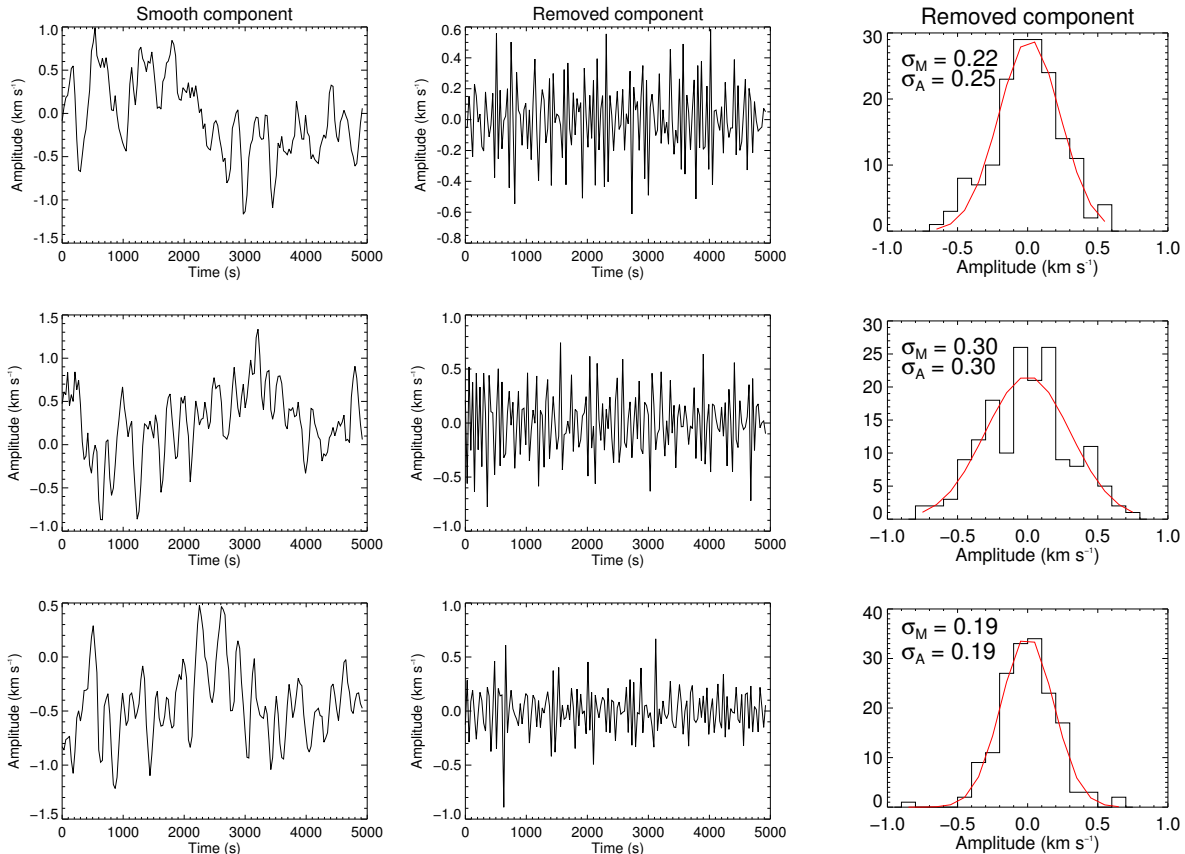 Smooth component
Removed component
Removed component
1.0
0.5
0.0
-0.5
-1.0
-1.5
Amplitude (km s⁻¹)
0 1000 2000 3000 4000 5000
Time (s)
0.6
0.4
0.2
0.0
-0.2
-0.4
-0.6
-0.8
Amplitude (km s⁻¹)
0 1000 2000 3000 4000 5000
Time (s)
30
20
10
0
σM = 0.22
σA = 0.25
-1.0 -0.5 0.0 0.5 1.0
Amplitude (km s⁻¹)
1.5
1.0
0.5
0.0
−0.5
−1.0
Amplitude (km s⁻¹)
0 1000 2000 3000 4000 5000
Time (s)
1.0
0.5
0.0
−0.5
−1.0
Amplitude (km s⁻¹)
0 1000 2000 3000 4000 5000
Time (s)
30
25
20
15
10
5
0
σM = 0.30
σA = 0.30
−1.0 −0.5 0.0 0.5 1.0
Amplitude (km s⁻¹)
0.5
0.0
−0.5
−1.0
−1.5
Amplitude (km s⁻¹)
0 1000 2000 3000 4000 5000
Time (s)
1.0
0.5
0.0
−0.5
−1.0
Amplitude (km s⁻¹)
0 1000 2000 3000 4000 5000
Time (s)
40
30
20
10
0
σM = 0.19
σA = 0.19
−1.0 −0.5 0.0 0.5 1.0
Amplitude (km s⁻¹)